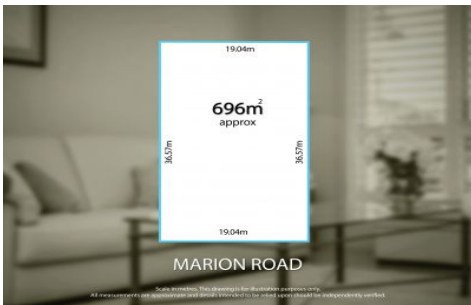 19.04m
696m²
approx
36.57m
36.57m
19.04m
MARION ROAD
Scale in metres. This drawing is for illustration purposes only.
All measurements are approximate and details intended to be relied upon should be independently verified.